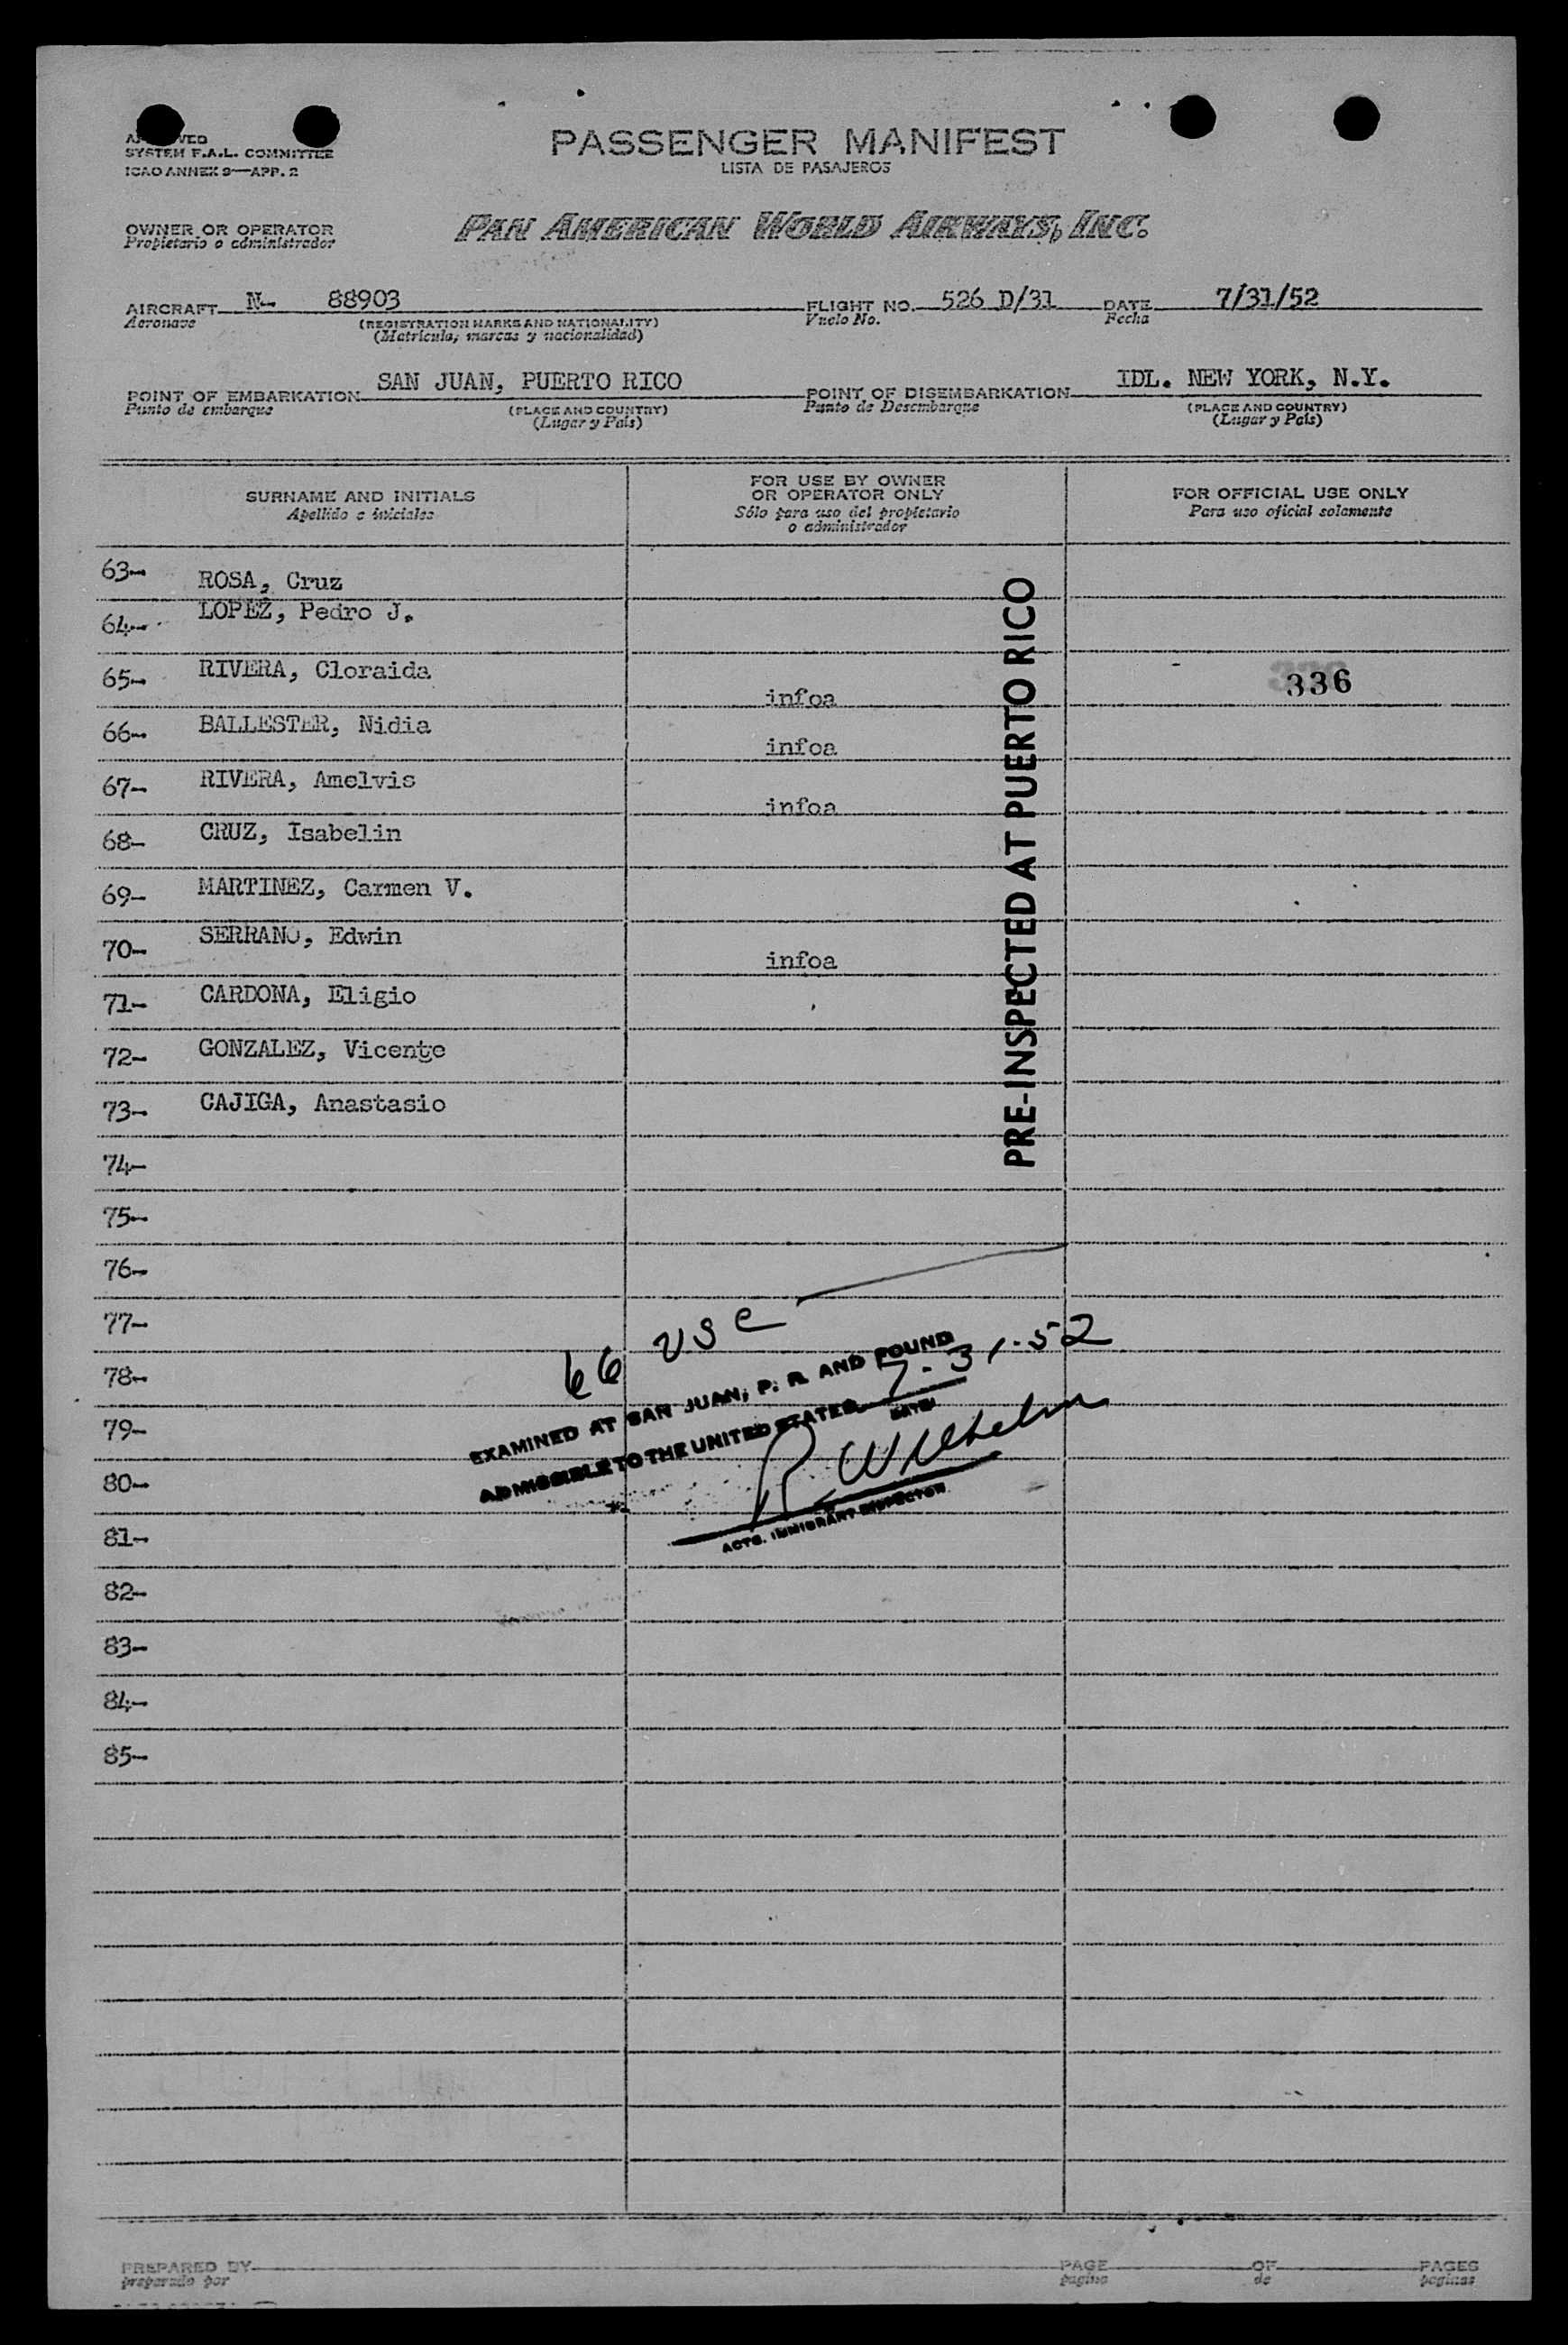 SYSTEM F.A.L. COMMITTEE
ICAO ANNEX 9—APP. 2
PASSENGER MANIFEST
LISTA DE PASAJEROS
OWNER OR OPERATOR
Propietario o administrador
PAN AMERICAN WORLD AIRWAYS, INC.
AIRCRAFT N- 88903
Aeronave
(REGISTRATION MARKS AND NATIONALITY)
(Matricula, marcas y nacionalidad)
FLIGHT NO. 526 D/31
Vuelo No.
DATE 7/31/52
Fecha
POINT OF EMBARKATION SAN JUAN, PUERTO RICO
Punto de embarque
(PLACE AND COUNTRY)
(Lugar y País)
POINT OF DISEMBARKATION IDL. NEW YORK, N.Y.
Punto de Desembarque
(PLACE AND COUNTRY)
(Lugar y País)
SURNAME AND INITIALS
Apellido e iniciales
FOR USE BY OWNER
OR OPERATOR ONLY
Sólo para uso del propietario
o administrador
FOR OFFICIAL USE ONLY
Para uso oficial solamente
63- ROSA, Cruz
64- LOPEZ, Pedro J.
65- RIVERA, Cloraida infoa 336
66- BALLESTER, Nidia infoa
67- RIVERA, Amelvis infoa
68- CRUZ, Isabelin
69- MARTINEZ, Carmen V.
70- SERRANO, Edwin infoa
71- CARDONA, Eligio
72- GONZALEZ, Vicente
73- CAJIGA, Anastasio
PRE-INSPECTED AT PUERTO RICO
74-
75-
76-
77-
78-
79-
80-
81-
82-
83-
84-
85-
66 USC
EXAMINED AT SAN JUAN, P. R. AND FOUND
ADMISSIBLE TO THE UNITED STATES 7-31-52
DATE
R Wilhelm
ACTG. IMMIGRANT INSPECTOR
PREPARED BY
preparado por
PAGE OF PAGES
pagina de paginas